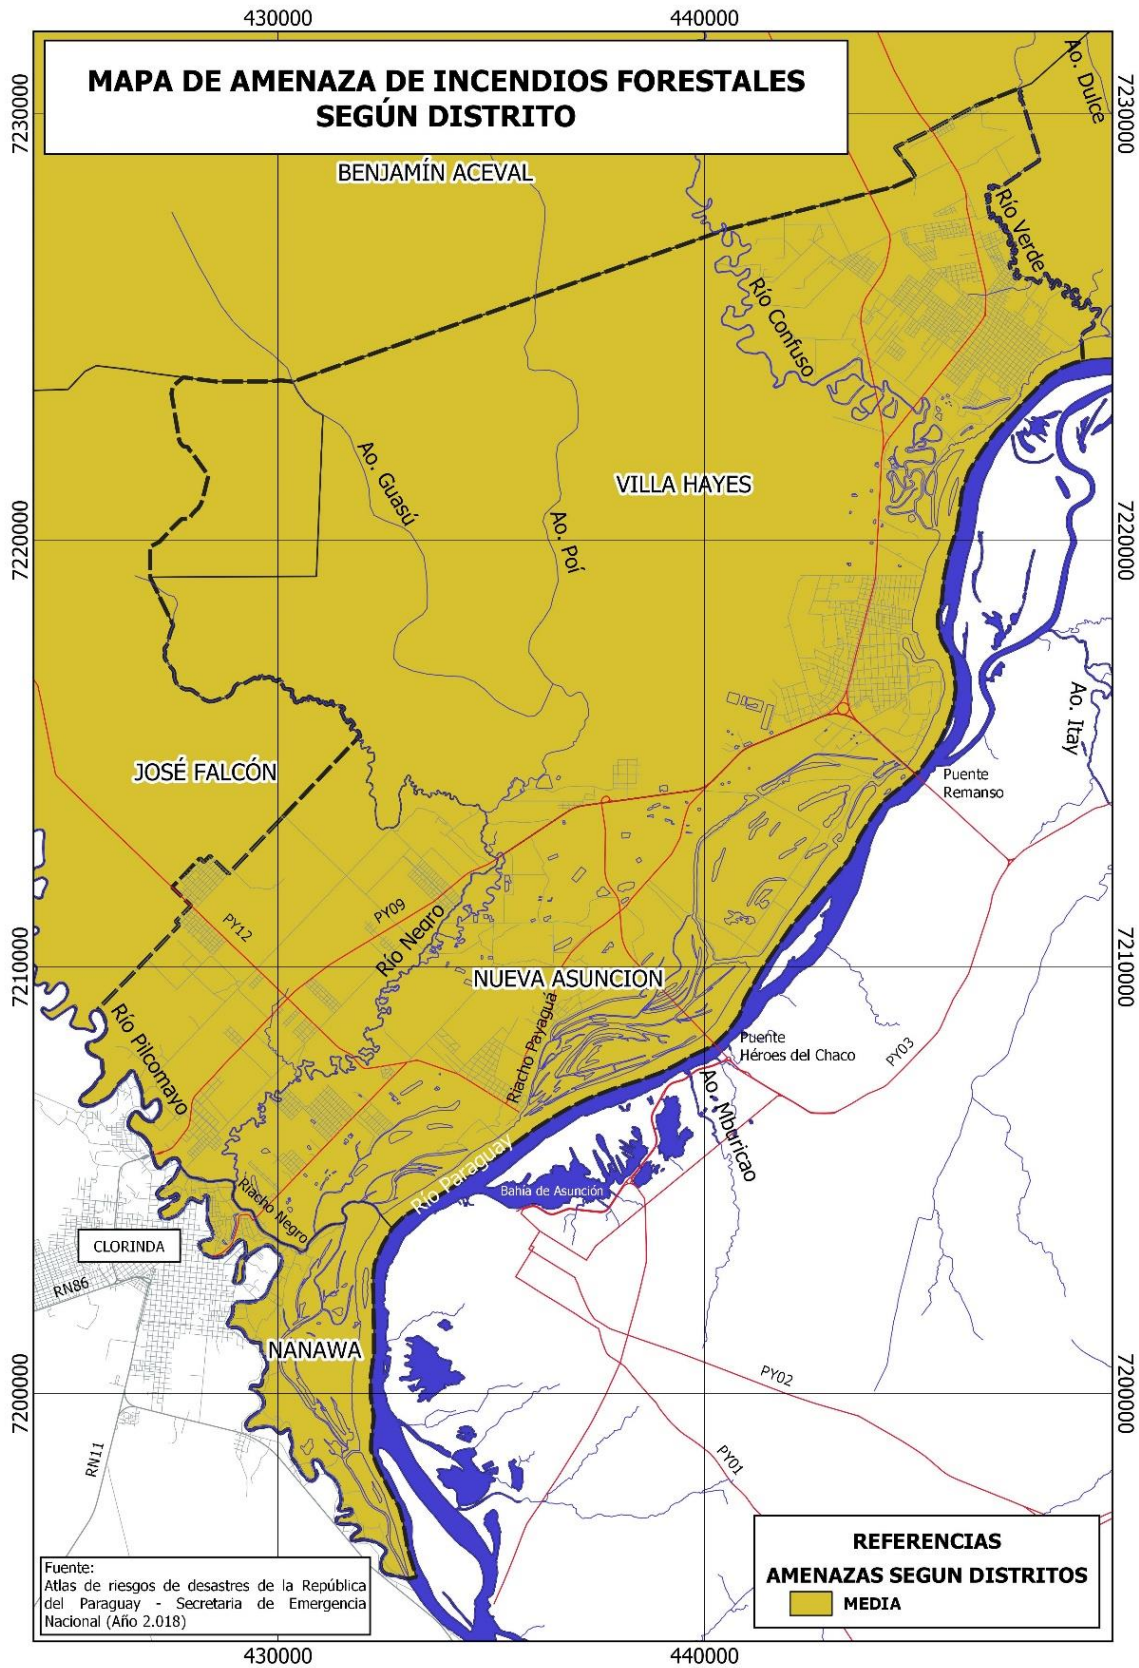 430000
440000
MAPA DE AMENAZA DE INCENDIOS FORESTALES
SEGÚN DISTRITO
7230000
7230000
Ao. Dulce
BENJAMÍN ACEVAL
Río Verde
Río Confuso
Ao. Guasú
VILLA HAYES
Ao. Poí
7220000
7220000
Ao. Itay
JOSÉ FALCÓN
Puente
Remanso
PY12
PY09
Río Negro
7210000
7210000
NUEVA ASUNCION
Río Pilcomayo
Riacho Payaguá
Puente
Héroes del Chaco
PY03
Ao. Mburicao
Río Paraguay
Bahía de Asunción
Riacho Negro
CLORINDA
RN86
NANAWA
PY02
7200000
7200000
RN11
PY01
REFERENCIAS
AMENAZAS SEGUN DISTRITOS
MEDIA
Fuente:
Atlas de riesgos de desastres de la República
del Paraguay - Secretaria de Emergencia
Nacional (Año 2.018)
430000
440000